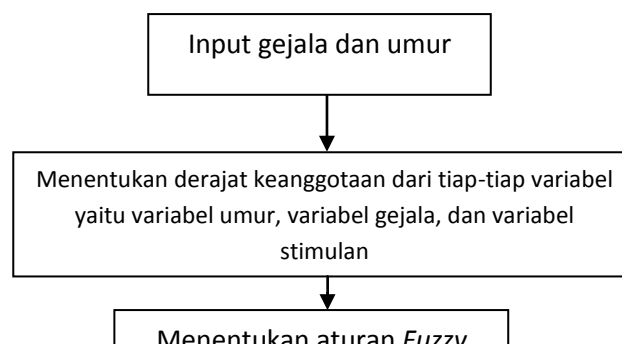 Input gejala dan umur
Menentukan derajat keanggotaan dari tiap-tiap variabel
yaitu variabel umur, variabel gejala, dan variabel
stimulan
Menentukan aturan Fuzzy